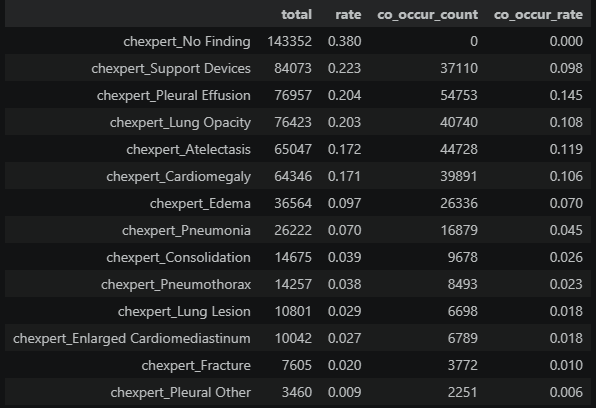 total rate co_occur_count co_occur_rate
chexpert_No Finding 143352 0.380 0 0.000
chexpert_Support Devices 84073 0.223 37110 0.098
chexpert_Pleural Effusion 76957 0.204 54753 0.145
chexpert_Lung Opacity 76423 0.203 40740 0.108
chexpert_Atelectasis 65047 0.172 44728 0.119
chexpert_Cardiomegaly 64346 0.171 39891 0.106
chexpert_Edema 36564 0.097 26336 0.070
chexpert_Pneumonia 26222 0.070 16879 0.045
chexpert_Consolidation 14675 0.039 9678 0.026
chexpert_Pneumothorax 14257 0.038 8493 0.023
chexpert_Lung Lesion 10801 0.029 6698 0.018
chexpert_Enlarged Cardiomediastinum 10042 0.027 6789 0.018
chexpert_Fracture 7605 0.020 3772 0.010
chexpert_Pleural Other 3460 0.009 2251 0.006